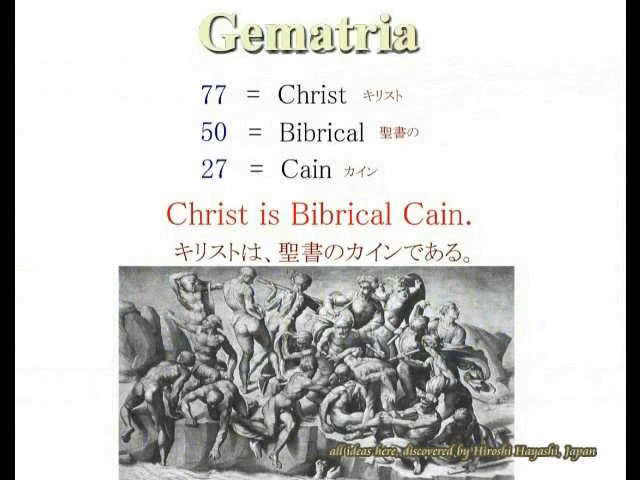 Gematria
77 = Christ キリスト
50 = Bibrical 聖書の
27 = Cain カイン
Christ is Bibrical Cain.
キリストは、聖書のカインである。
all ideas here, discovered by Hiroshi Hayashi, Japan